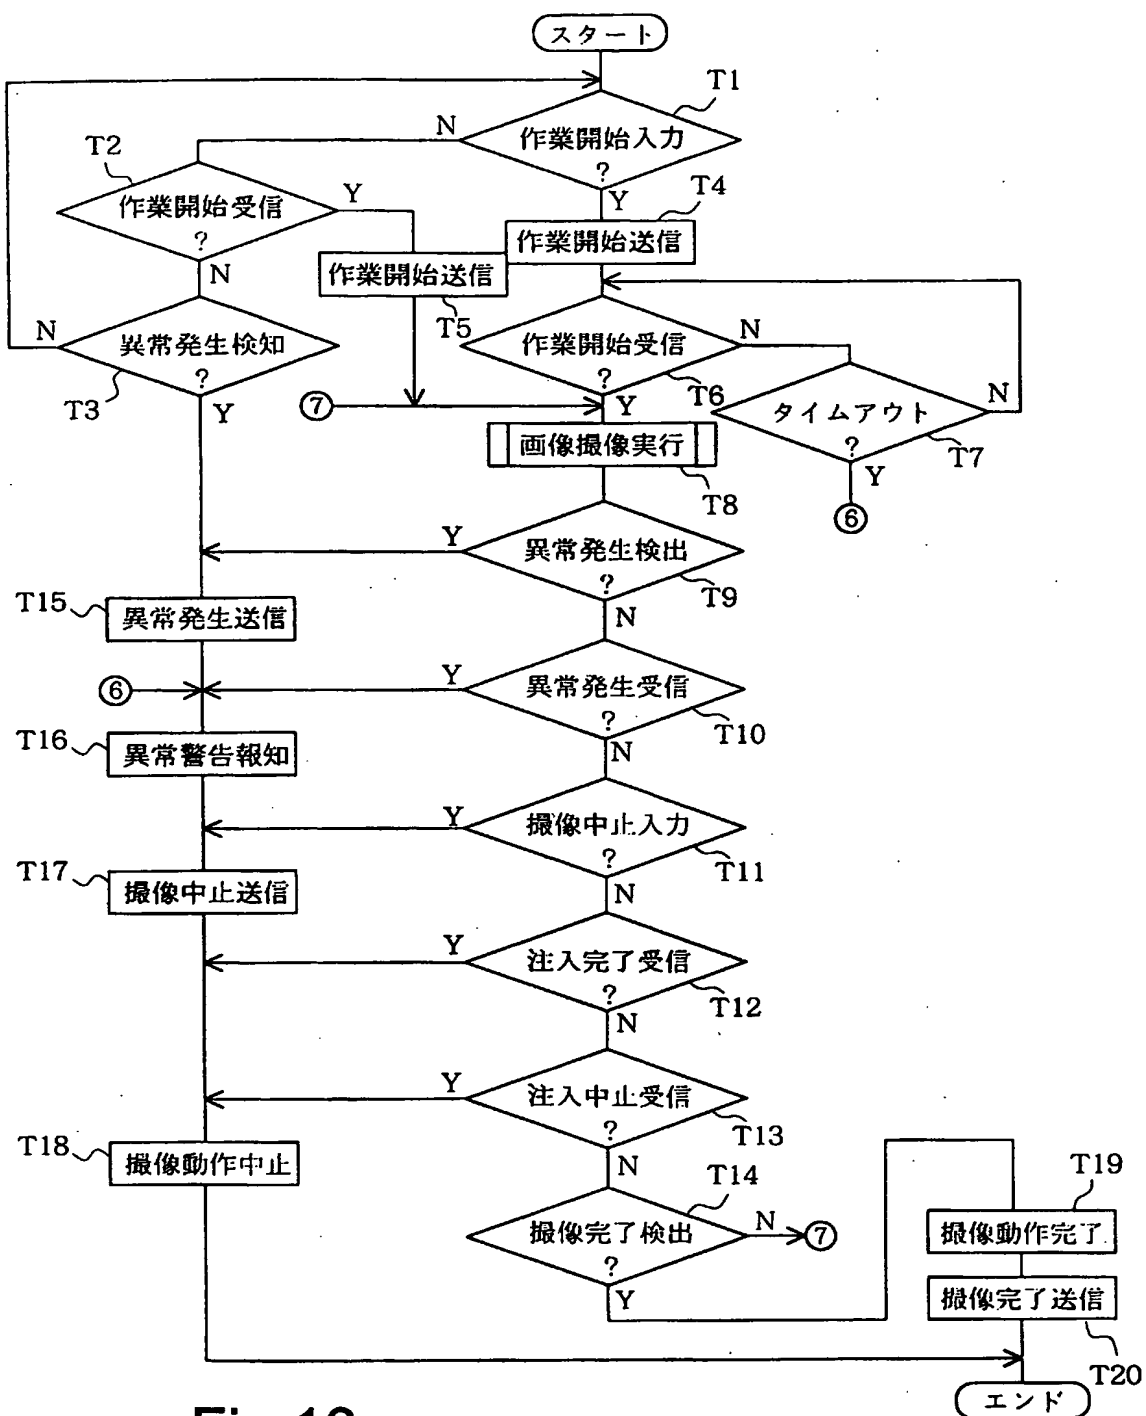 スタート
T1
作業開始入力
?
N
Y
T2
作業開始受信
?
Y
N
T4
作業開始送信
作業開始送信
T5
N
異常発生検知
?
T3
Y
作業開始受信
?
N
T6
Y
タイムアウト
?
N
T7
Y
⑥
⑦
画像撮像実行
T8
Y
異常発生検出
?
T9
N
T15
異常発生送信
⑥
Y
異常発生受信
?
T10
N
T16
異常警告報知
Y
撮像中止入力
?
T11
N
T17
撮像中止送信
Y
注入完了受信
?
T12
N
Y
注入中止受信
?
T13
N
T18
撮像動作中止
T14
撮像完了検出
?
N
⑦
Y
T19
撮像動作完了
撮像完了送信
T20
エンド